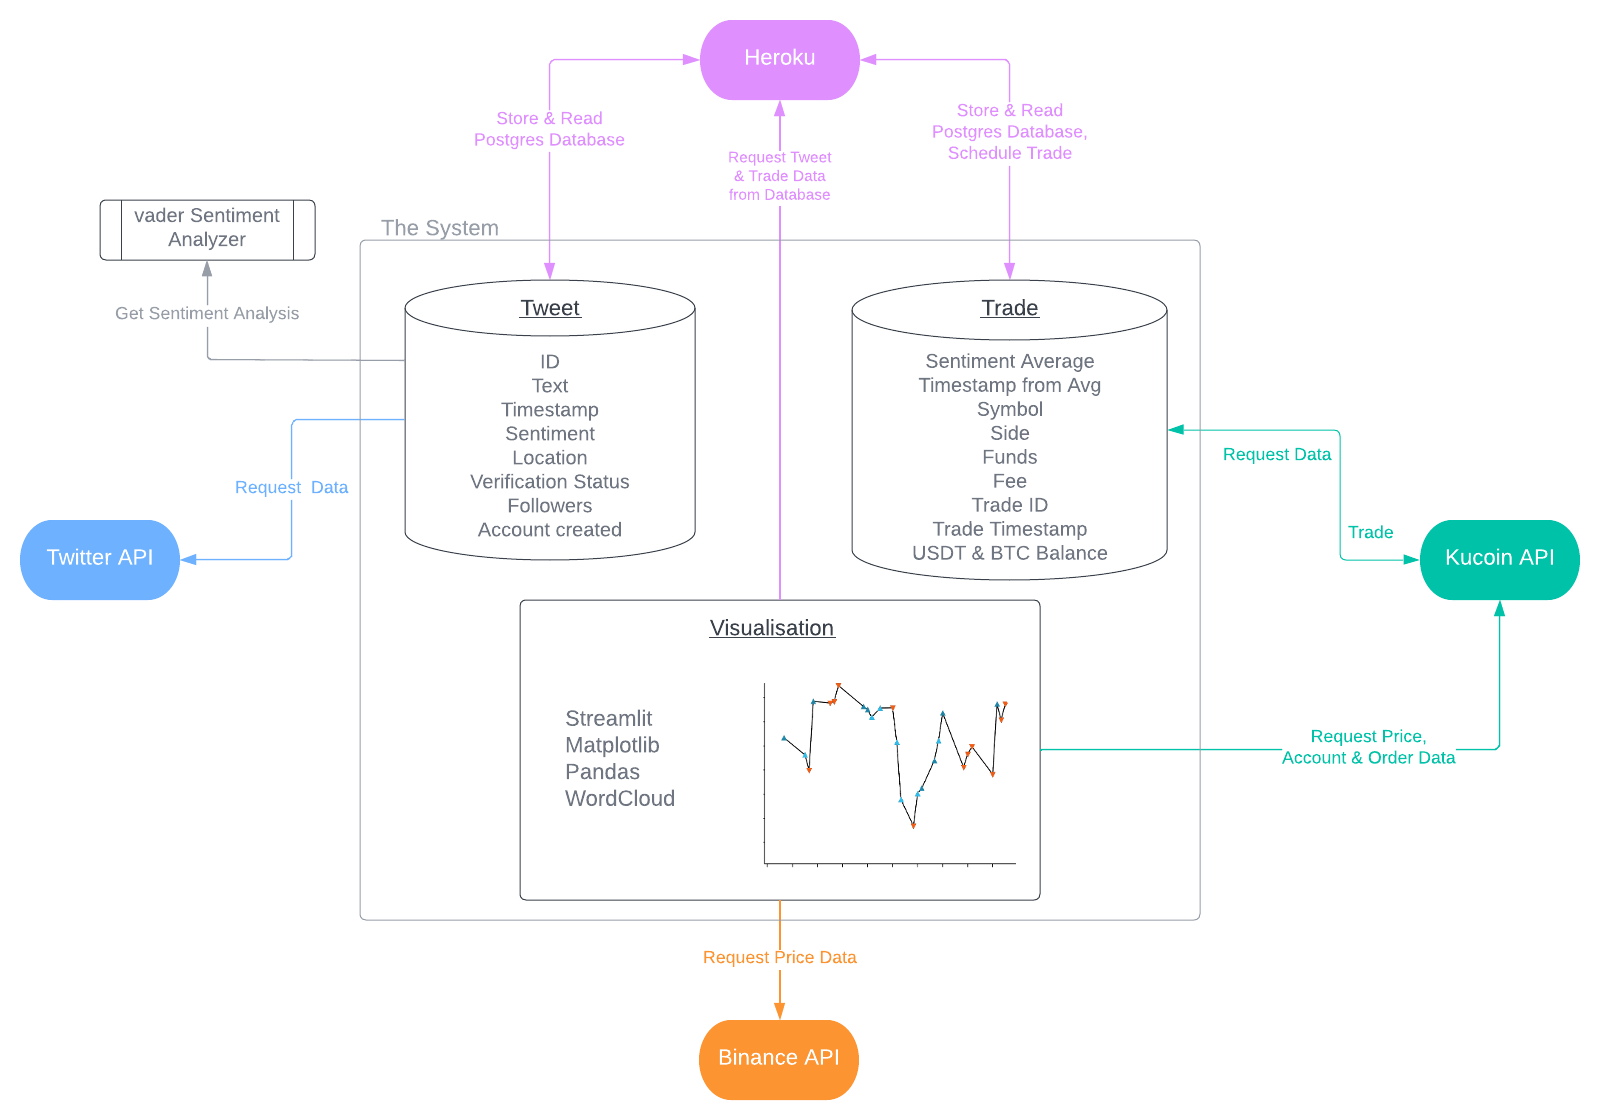 Heroku
Store & Read
Postgres Database
Request Tweet
& Trade Data
from Database
Store & Read
Postgres Database,
Schedule Trade
vader Sentiment
Analyzer
The System
Get Sentiment Analysis
Tweet
ID
Text
Timestamp
Sentiment
Location
Verification Status
Followers
Account created
Trade
Sentiment Average
Timestamp from Avg
Symbol
Side
Funds
Fee
Trade ID
Trade Timestamp
USDT & BTC Balance
Request Data
Request Data
Trade
Twitter API
Kucoin API
Visualisation
Streamlit
Matplotlib
Pandas
WordCloud
Request Price,
Account & Order Data
Request Price Data
Binance API